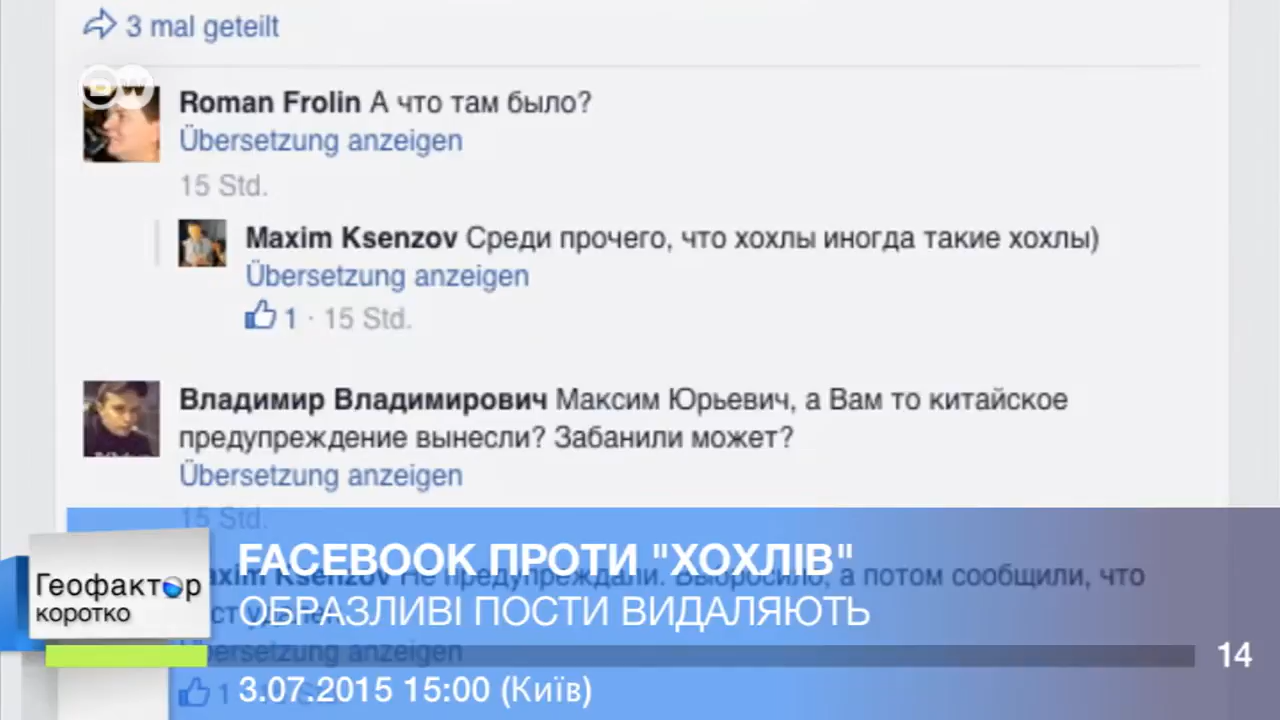 3 mal geteilt
DW
Roman Frolin А что там было?
Übersetzung anzeigen
15 Std.
Maxim Ksenzov Среди прочего, что хохлы иногда такие хохлы)
Übersetzung anzeigen
1 · 15 Std.
Владимир Владимирович Максим Юрьевич, а Вам то китайское
предупреждение вынесли? Забанили может?
Übersetzung anzeigen
15 Std.
FACEBOOK ПРОТИ "ХОХЛІВ"
Ksenzov Не предупреждали. Выбросило, а потом сообщили, что
Геофактор
коротко
ОБРАЗЛИВІ ПОСТИ ВИДАЛЯЮТЬ
anzeigen
14
1
3.07.2015 15:00 (Київ)